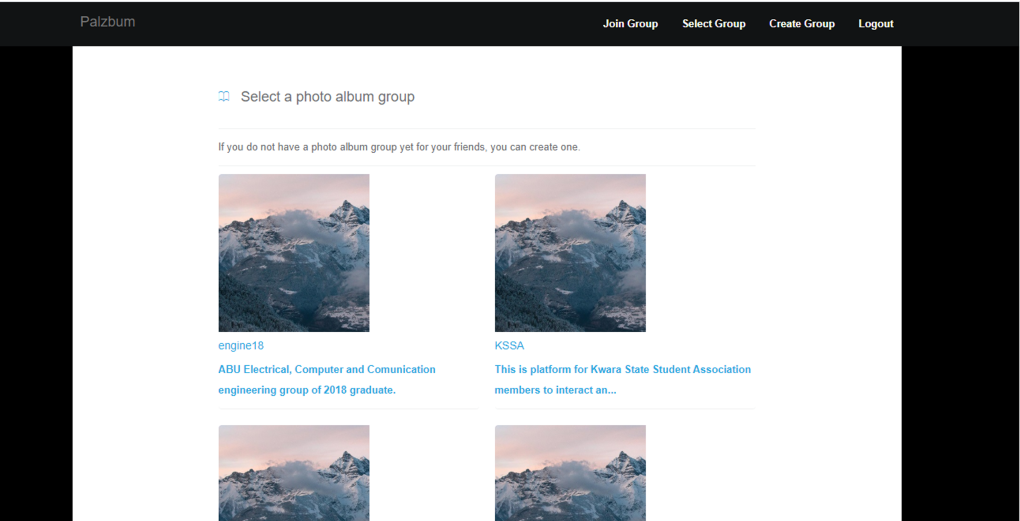 Palzbum
Join Group
Select Group
Create Group
Logout
Select a photo album group
If you do not have a photo album group yet for your friends, you can create one.
engine18
ABU Electrical, Computer and Comunication
engineering group of 2018 graduate.
KSSA
This is platform for Kwara State Student Association
members to interact an...